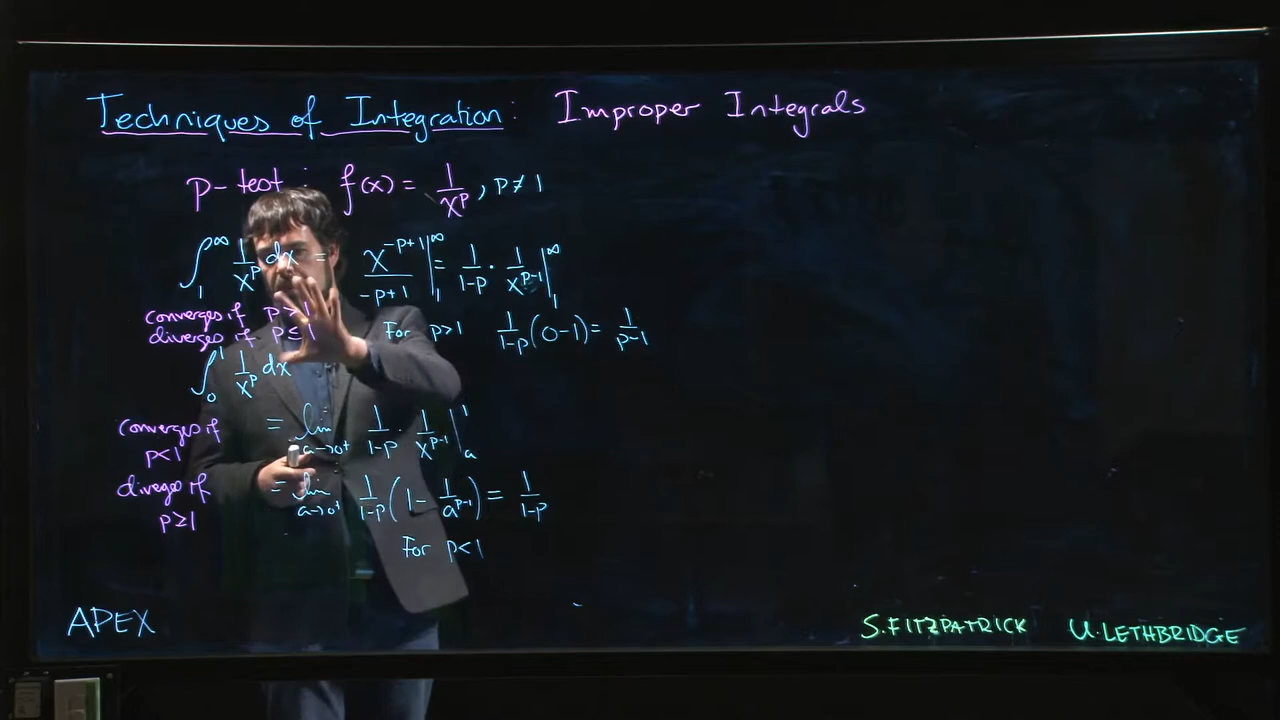 Techniques of Integration: Improper Integrals
p-test: f(x) = 1/x^p, p≠1
∫_1^∞ 1/x^p dx = x^(-p+1)/(-p+1) |_1^∞ = 1/(1-p) · 1/x^(p-1) |_1^∞
converges if p>1
diverges if p≤1
For p>1 1/(1-p) (0-1) = 1/(p-1)
∫_0^1 1/x^p dx
= lim_(a→0+) 1/(1-p) · 1/x^(p-1) |_a^1
converges if
p<1
= lim_(a→0+) 1/(1-p) (1 - 1/a^(p-1)) = 1/(1-p)
diverges if
p≥1
For p<1
APEX
S.FITZPATRICK U.LETHBRIDGE